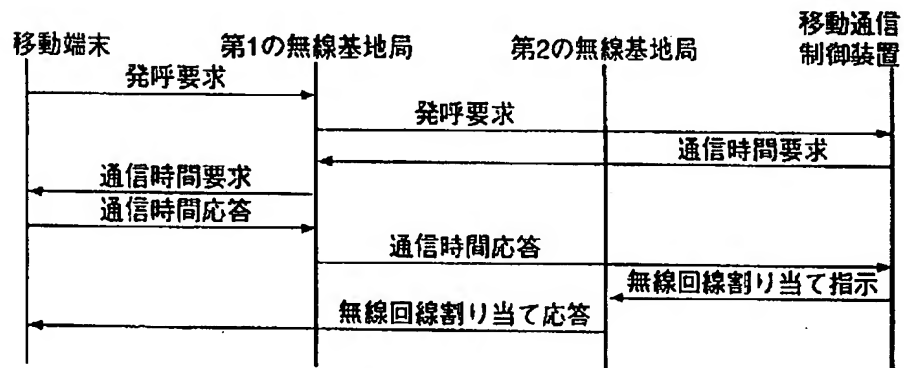 移動端末
第1の無線基地局
第2の無線基地局
移動通信
制御装置
発呼要求
発呼要求
通信時間要求
通信時間要求
通信時間応答
通信時間応答
無線回線割り当て指示
無線回線割り当て応答